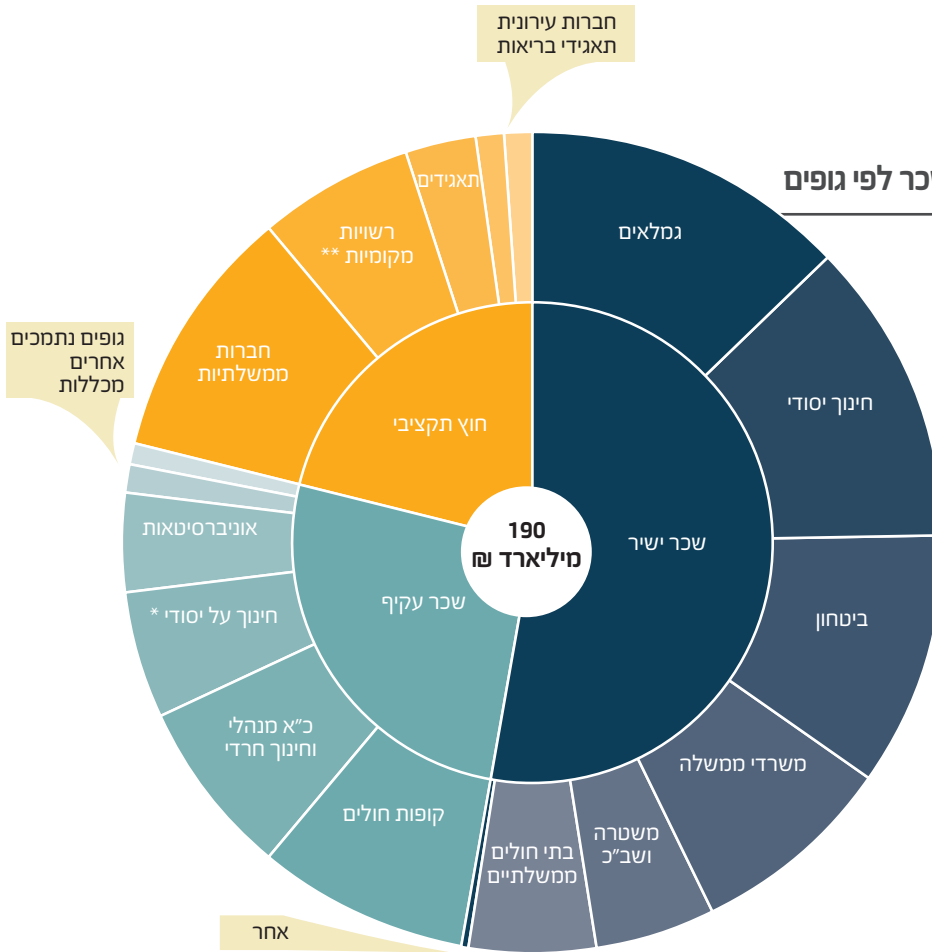 חברות עירונית
תאגידי בריאות
שכר לפי גופים
גמלאים
תאגידים
רשויות
מקומיות **
גופים נתמכים
אחרים
מכללות
חברות
ממשלתיות
חינוך יסודי
חוץ תקציבי
190
מיליארד ₪
שכר ישיר
אוניברסיטאות
שכר עקיף
חינוך על יסודי *
ביטחון
כ"א מנהלי
וחינוך חרדי
משרדי ממשלה
קופות חולים
בתי חולים
ממשלתיים
משטרה
ושב"כ
אחר